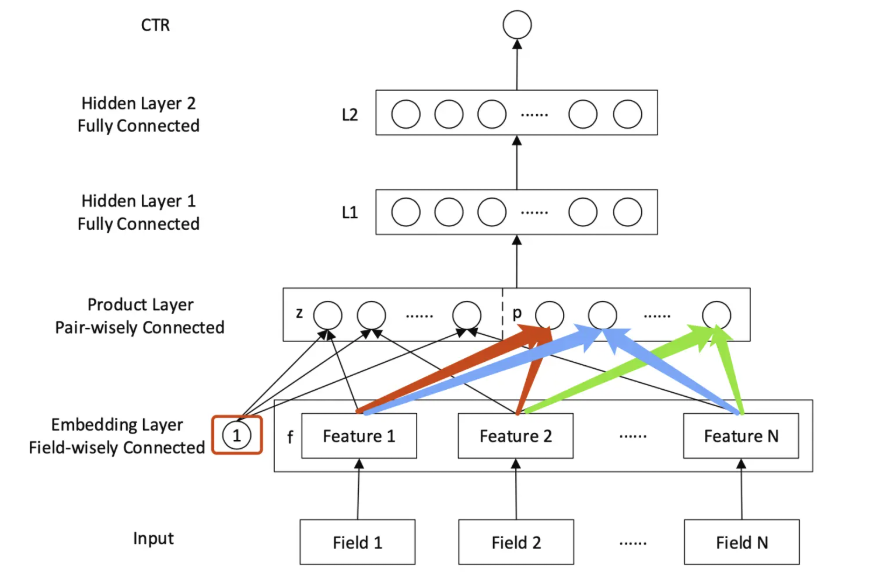 CTR
Hidden Layer 2
Fully Connected
L2
......
Hidden Layer 1
Fully Connected
L1
......
Product Layer
Pair-wisely Connected
z
......
p
......
Embedding Layer
Field-wisely Connected
1
f
Feature 1
Feature 2
......
Feature N
Input
Field 1
Field 2
......
Field N